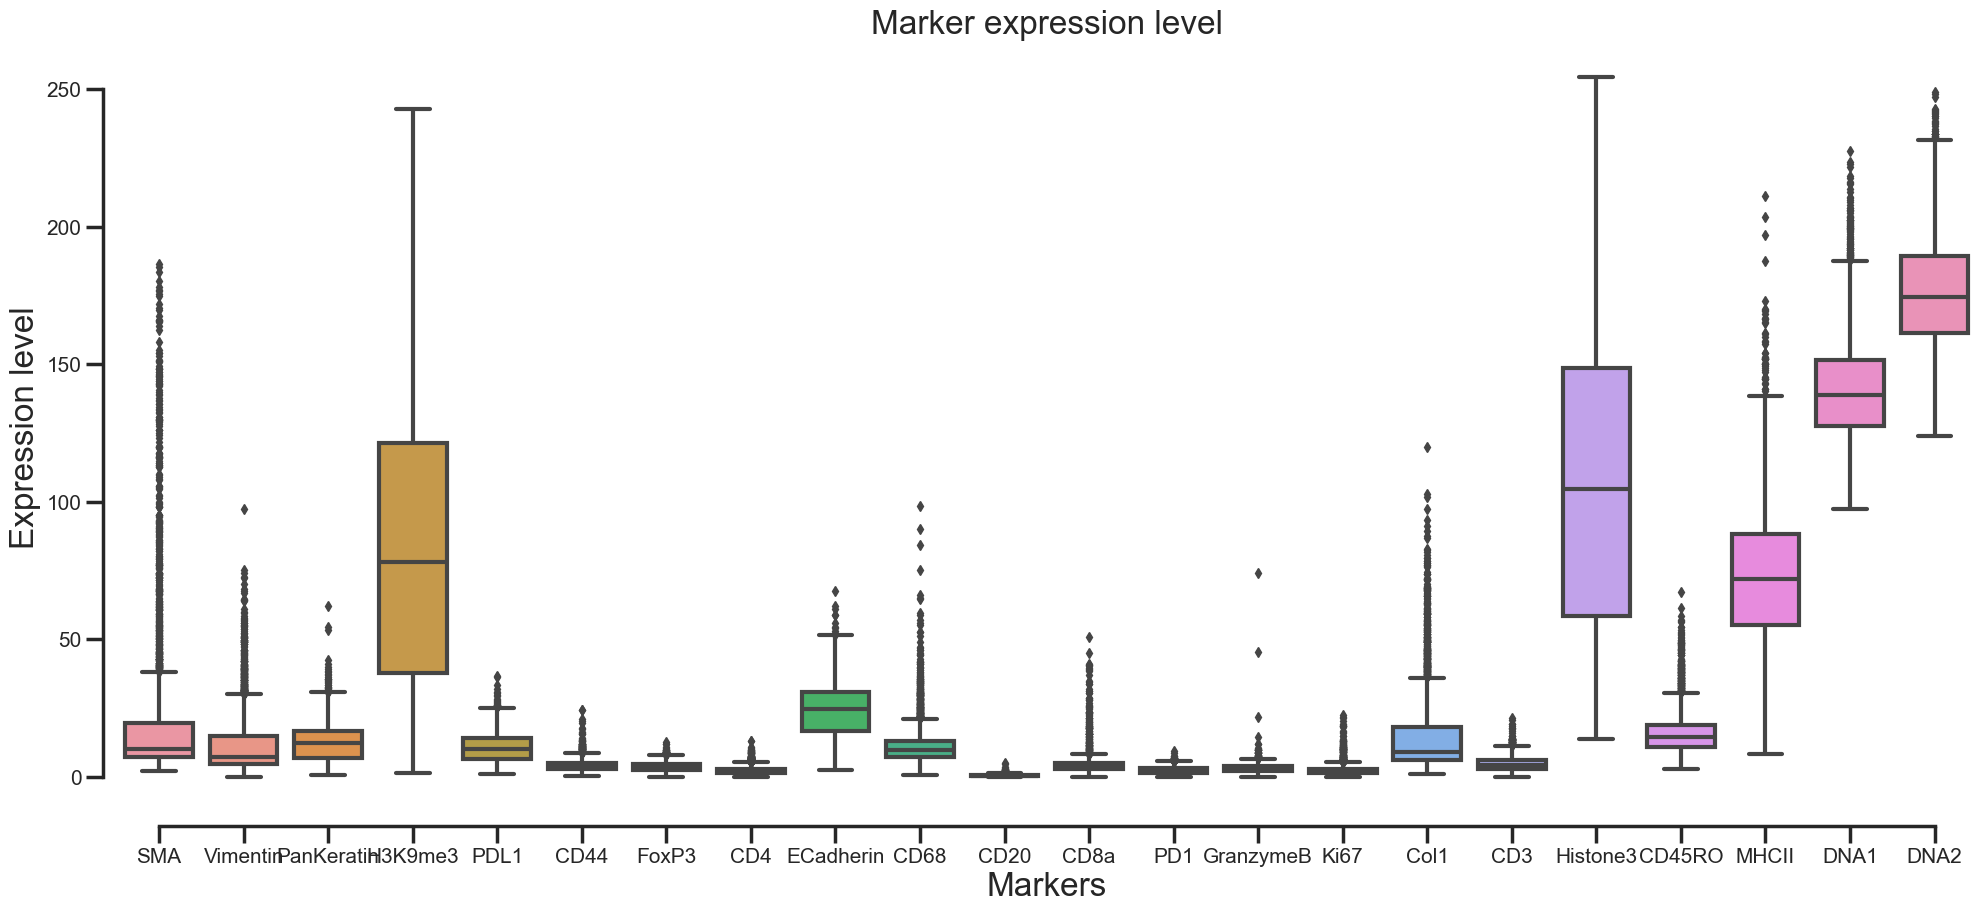 Marker expression level
Expression level
250
200
150
100
50
0
SMA Vimentin PanKeratin H3K9me3 PDL1 CD44 FoxP3 CD4 ECadherin CD68 CD20 CD8a PD1 GranzymeB Ki67 Col1 CD3 Histone3 CD45RO MHCII DNA1 DNA2
Markers